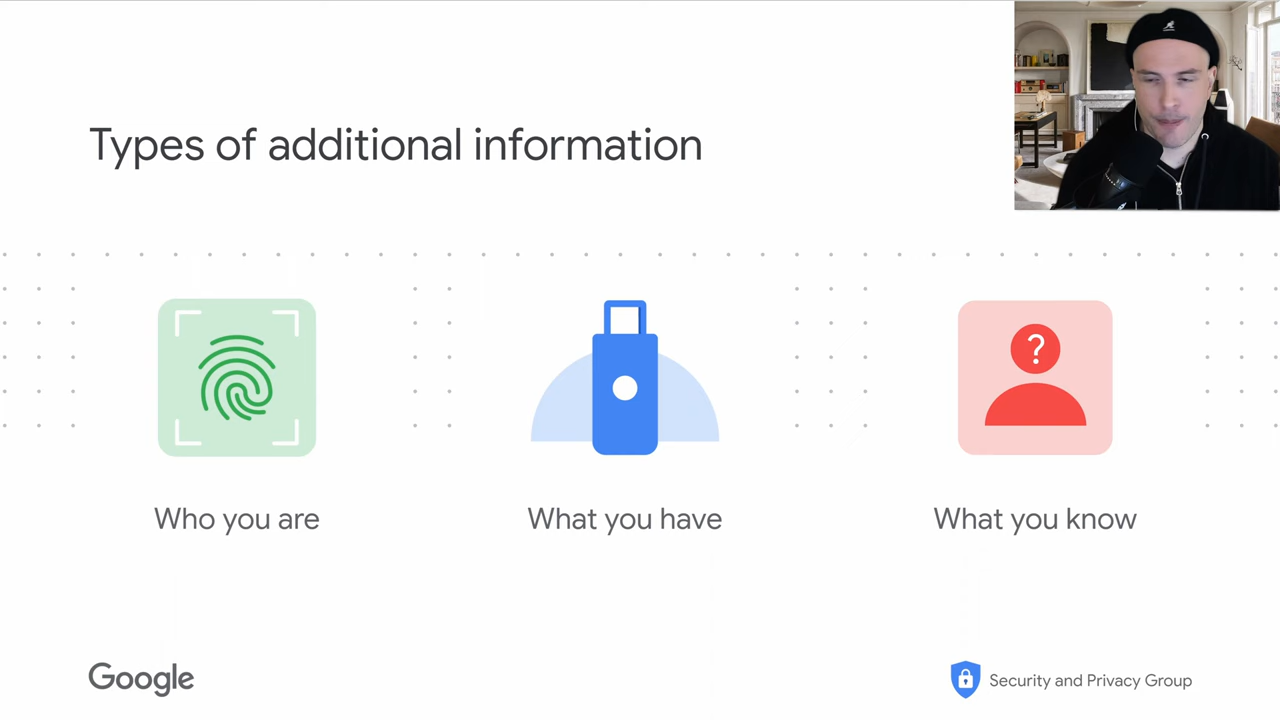 Types of additional information
?
Who you are
What you have
What you know
Google
Security and Privacy Group